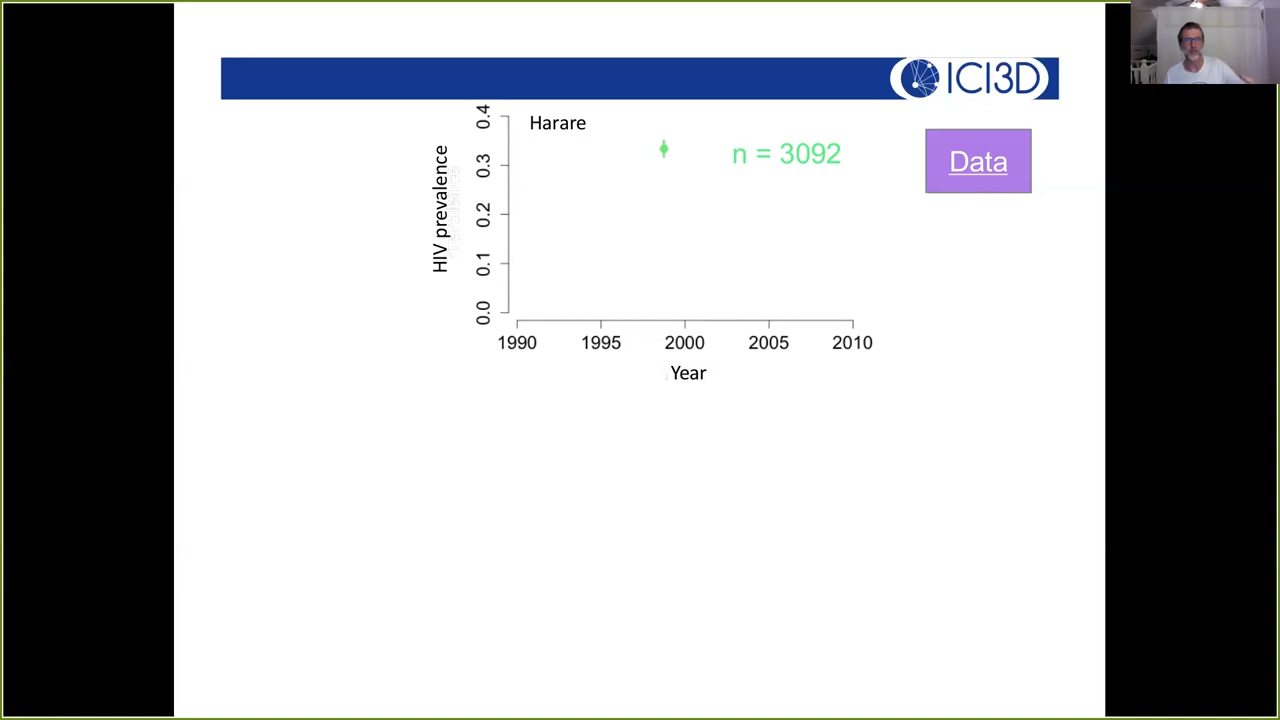 ICI3D
Harare
n = 3092
Data
HIV prevalence
0.4
0.3
0.2
0.1
0.0
1990 1995 2000 2005 2010
Year